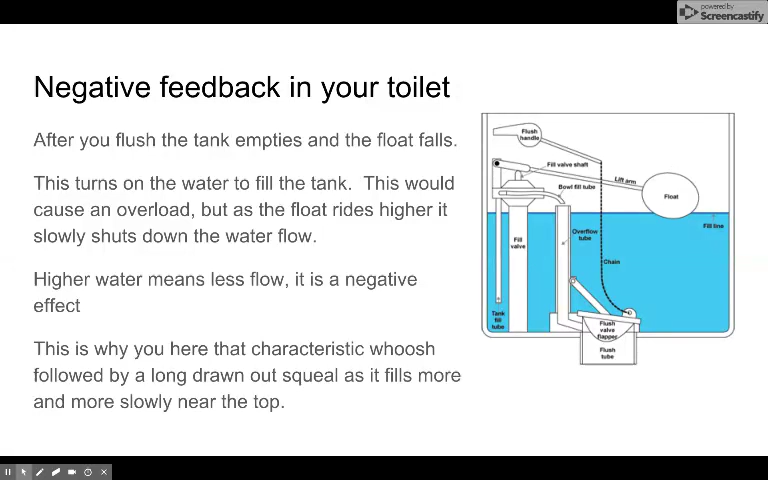 powered by
Screencastify
Negative feedback in your toilet
After you flush the tank empties and the float falls.
This turns on the water to fill the tank.  This would
cause an overload, but as the float rides higher it
slowly shuts down the water flow.
Higher water means less flow, it is a negative
effect
This is why you here that characteristic whoosh
followed by a long drawn out squeal as it fills more
and more slowly near the top.
Flush
handle
Fill valve shaft
Lift arm
Bowl fill tube
Float
Fill line
Overflow
tube
Fill
valve
Chain
Tank
fill
tube
Flush
valve
flapper
Flush
tube